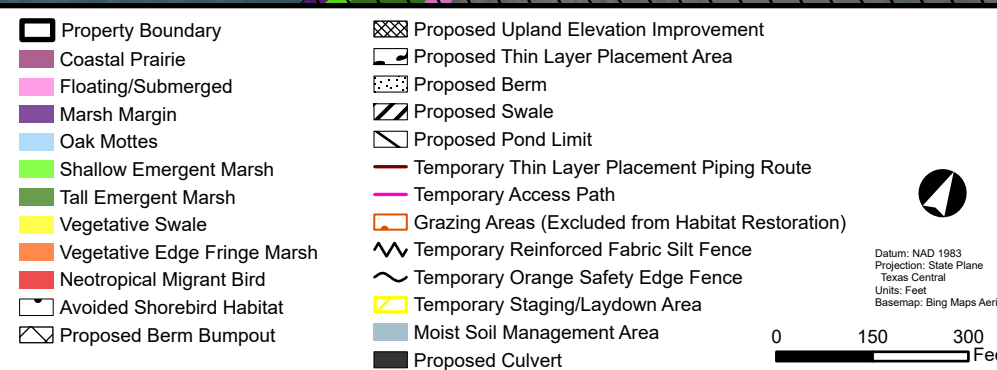 Property Boundary
Coastal Prairie
Floating/Submerged
Marsh Margin
Oak Mottes
Shallow Emergent Marsh
Tall Emergent Marsh
Vegetative Swale
Vegetative Edge Fringe Marsh
Neotropical Migrant Bird
Avoided Shorebird Habitat
Proposed Berm Bumpout
Proposed Upland Elevation Improvement
Proposed Thin Layer Placement Area
Proposed Berm
Proposed Swale
Proposed Pond Limit
Temporary Thin Layer Placement Piping Route
Temporary Access Path
Grazing Areas (Excluded from Habitat Restoration)
Temporary Reinforced Fabric Silt Fence
Temporary Orange Safety Edge Fence
Temporary Staging/Laydown Area
Moist Soil Management Area
Proposed Culvert
Datum: NAD 1983
Projection: State Plane
Texas Central
Units: Feet
Basemap: Bing Maps Aeri
0 150 300
Fee